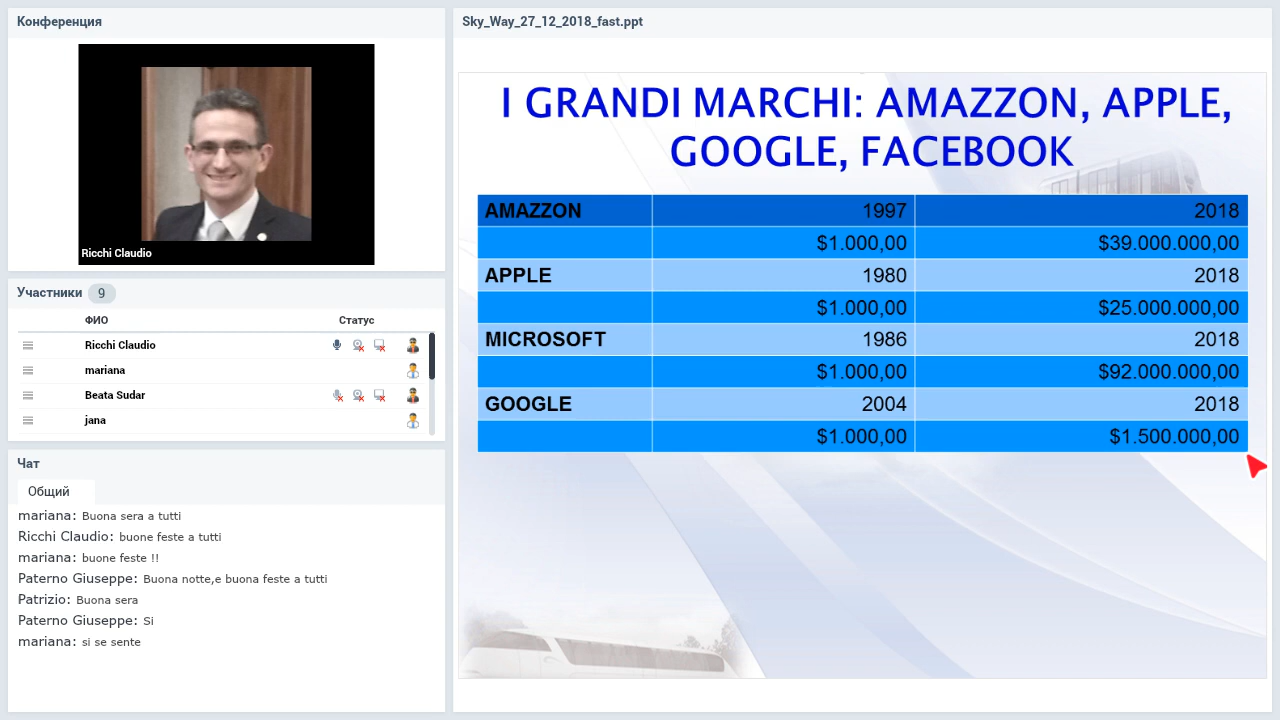 Конференция
Ricchi Claudio
Участники 9
ФИО Статус
Ricchi Claudio
mariana
Beata Sudar
jana
Чат
Общий
mariana: Buona sera a tutti
Ricchi Claudio: buone feste a tutti
mariana: buone feste !!
Paterno Giuseppe: Buona notte,e buona feste a tutti
Patrizio: Buona sera
Paterno Giuseppe: Si
mariana: si se sente
Sky_Way_27_12_2018_fast.ppt
I GRANDI MARCHI: AMAZZON, APPLE,
GOOGLE, FACEBOOK
AMAZZON 1997 2018
$1.000,00 $39.000.000,00
APPLE 1980 2018
$1.000,00 $25.000.000,00
MICROSOFT 1986 2018
$1.000,00 $92.000.000,00
GOOGLE 2004 2018
$1.000,00 $1.500.000,00